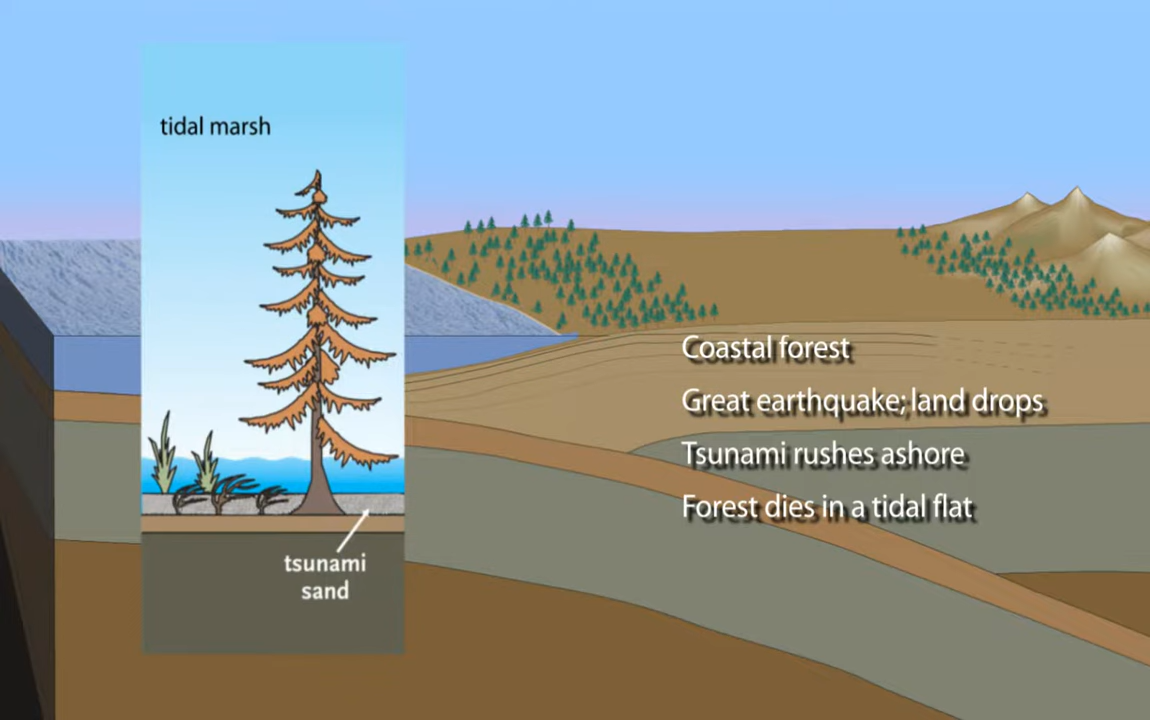 tidal marsh
tsunami
sand
Coastal forest
Great earthquake; land drops
Tsunami rushes ashore
Forest dies in a tidal flat